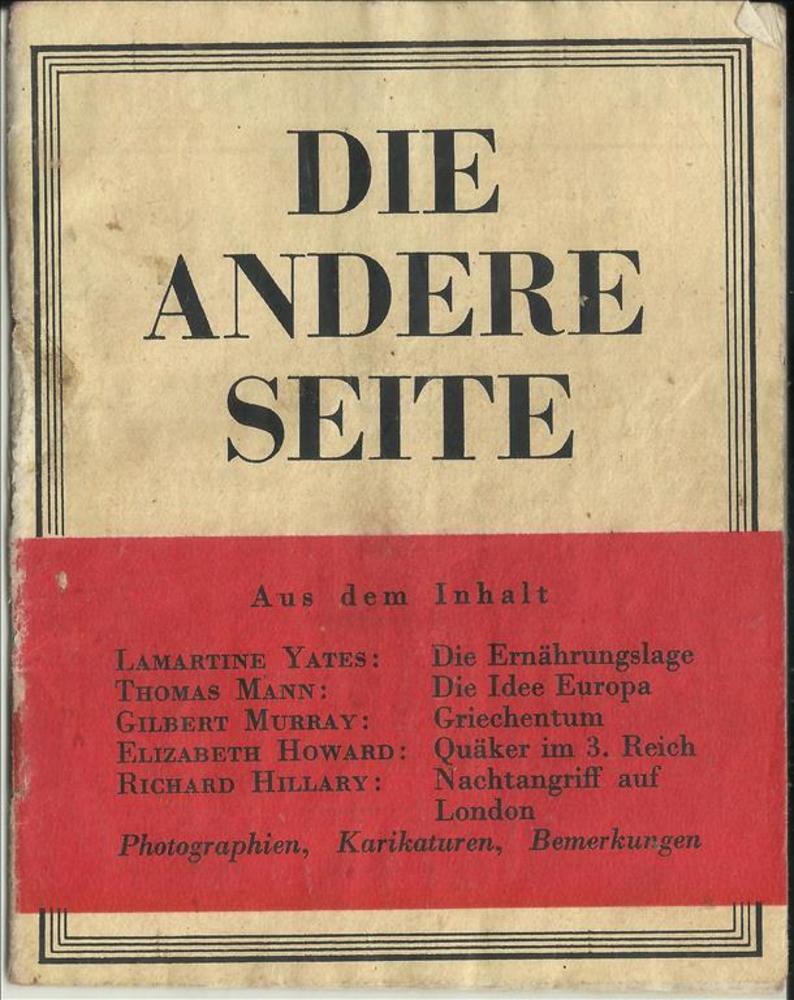 DIE
ANDERE
SEITE
Aus dem Inhalt
LAMARTINE YATES: Die Ernährungslage
THOMAS MANN: Die Idee Europa
GILBERT MURRAY: Griechentum
ELIZABETH HOWARD: Quäker im 3. Reich
RICHARD HILLARY: Nachtangriff auf
London
Photographien, Karikaturen, Bemerkungen